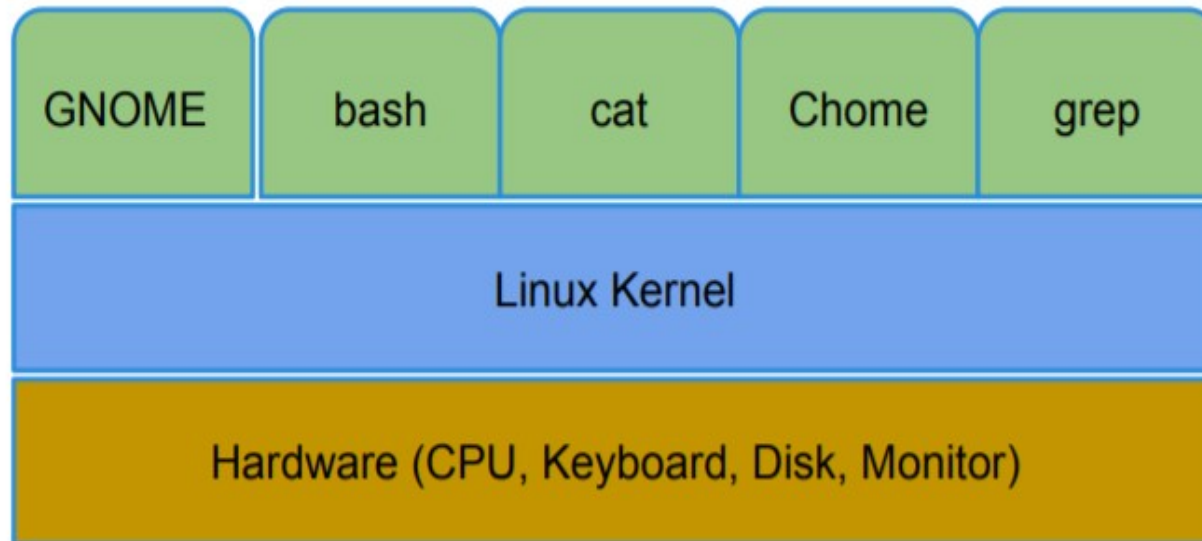 GNOME
bash
cat
Chome
grep
Linux Kernel
Hardware (CPU, Keyboard, Disk, Monitor)